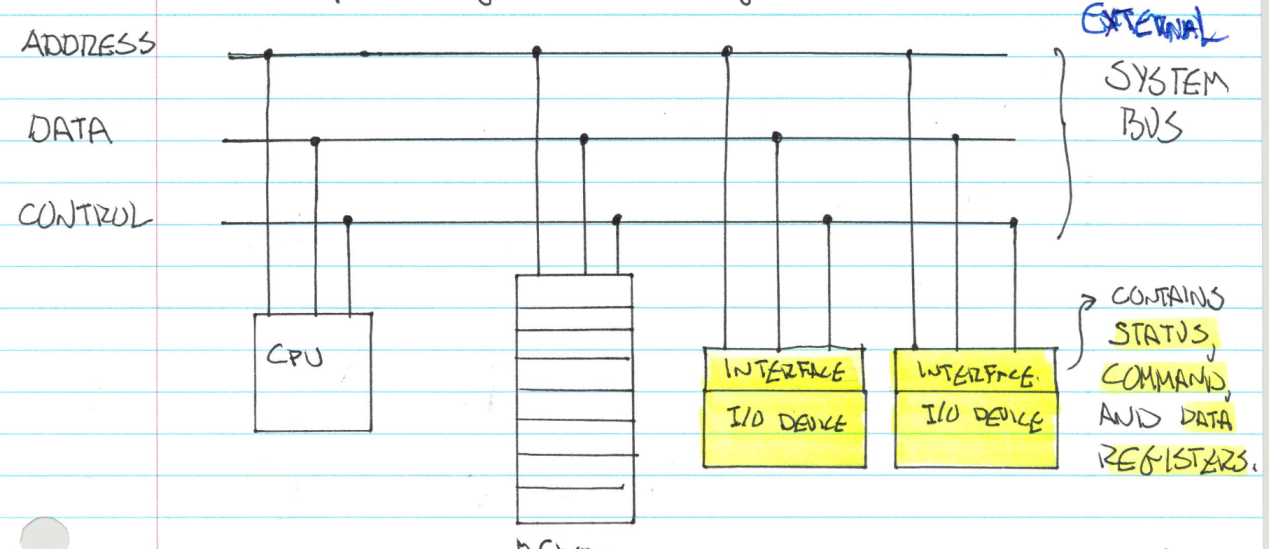 EXTERNAL
ADDRESS
SYSTEM
BUS
DATA
CONTROL
CONTAINS
STATUS,
COMMAND,
AND DATA
REGISTERS.
CPU
INTERFACE
I/O DEVICE
INTERFACE
I/O DEVICE